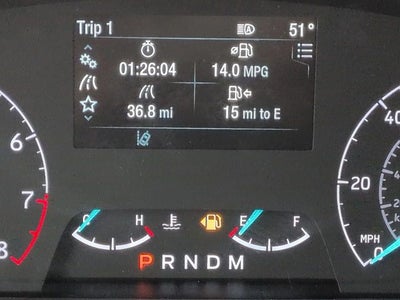 Trip 1 51°
01:26:04 14.0 MPG
36.8 mi 15 mi to E
6
7
8
40
20
MPH 0
C H E F
P R N D M